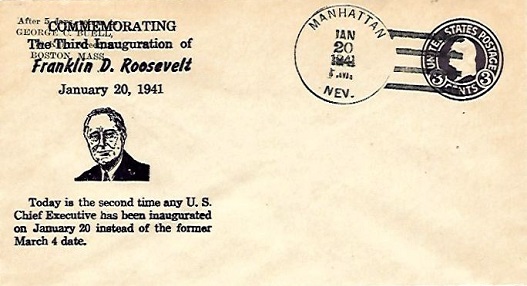 After 5
COMMEMORATING
GEORGE C. BUELL,
The Third Inauguration of
BOSTON, MASS.
Franklin D. Roosevelt
January 20, 1941
Today is the second time any U. S.
Chief Executive has been inaugurated
on January 20 instead of the former
March 4 date.
MANHATTAN
JAN
20
1941
NEV.
UNITED STATES POSTAGE
3 CENTS 3